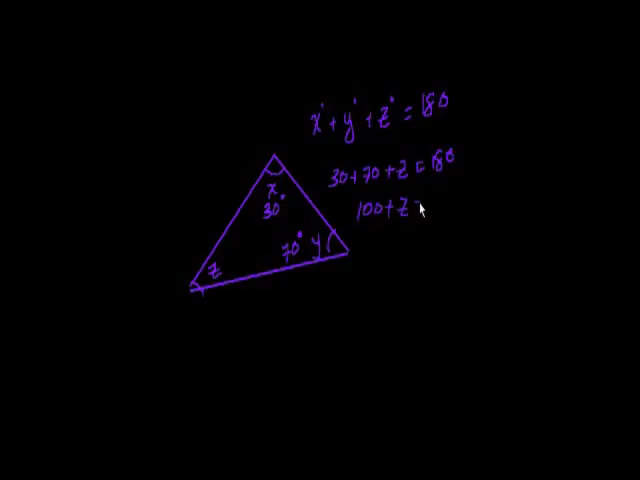 x° + y° + z° = 180
30 + 70 + z = 180
100 + z =
x
30°
70° y
z